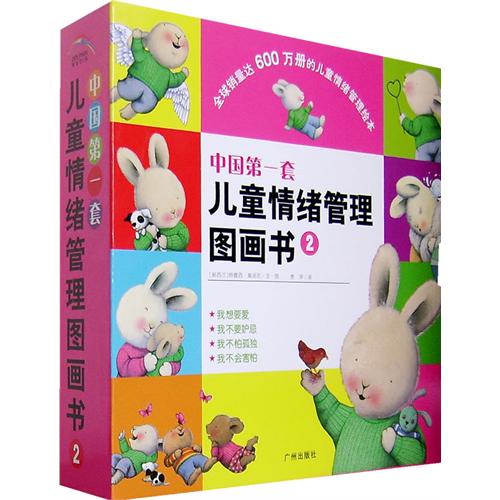 中国第一套
儿童情绪管理图画书
2
全球销量达600万册的儿童情绪管理绘本
中国第一套
儿童情绪管理
图画书2
★我想要爱
★我不要妒忌
★我不怕孤独
★我不会害怕
广州出版社